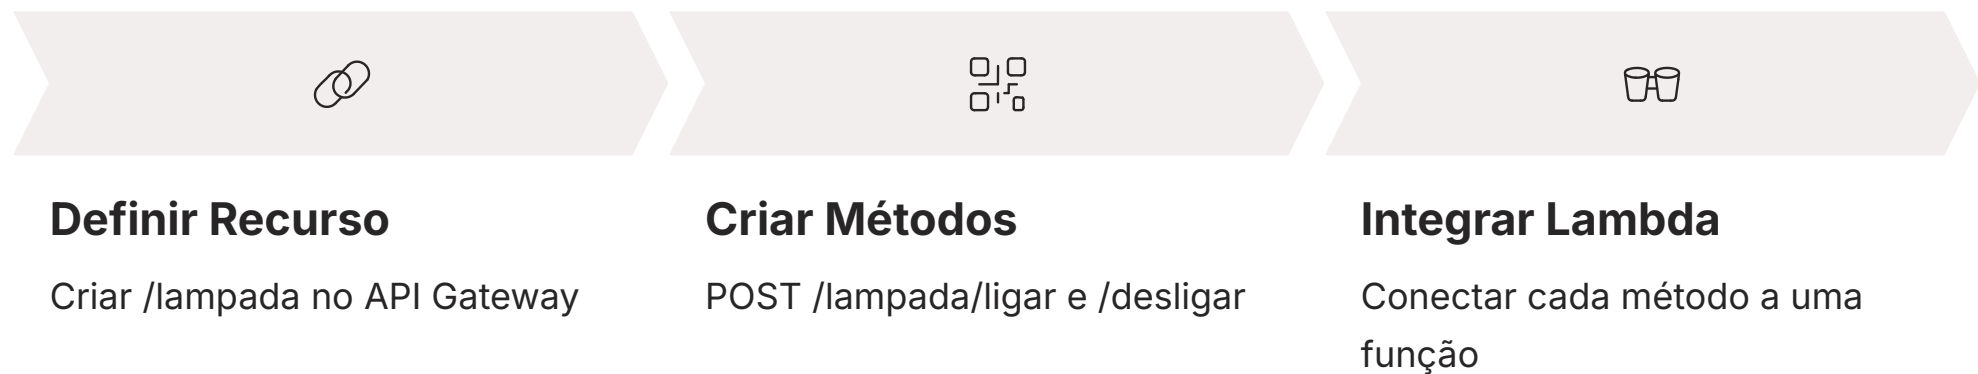 Definir Recurso
Criar /lampada no API Gateway
Criar Métodos
POST /lampada/ligar e /desligar
Integrar Lambda
Conectar cada método a uma
função